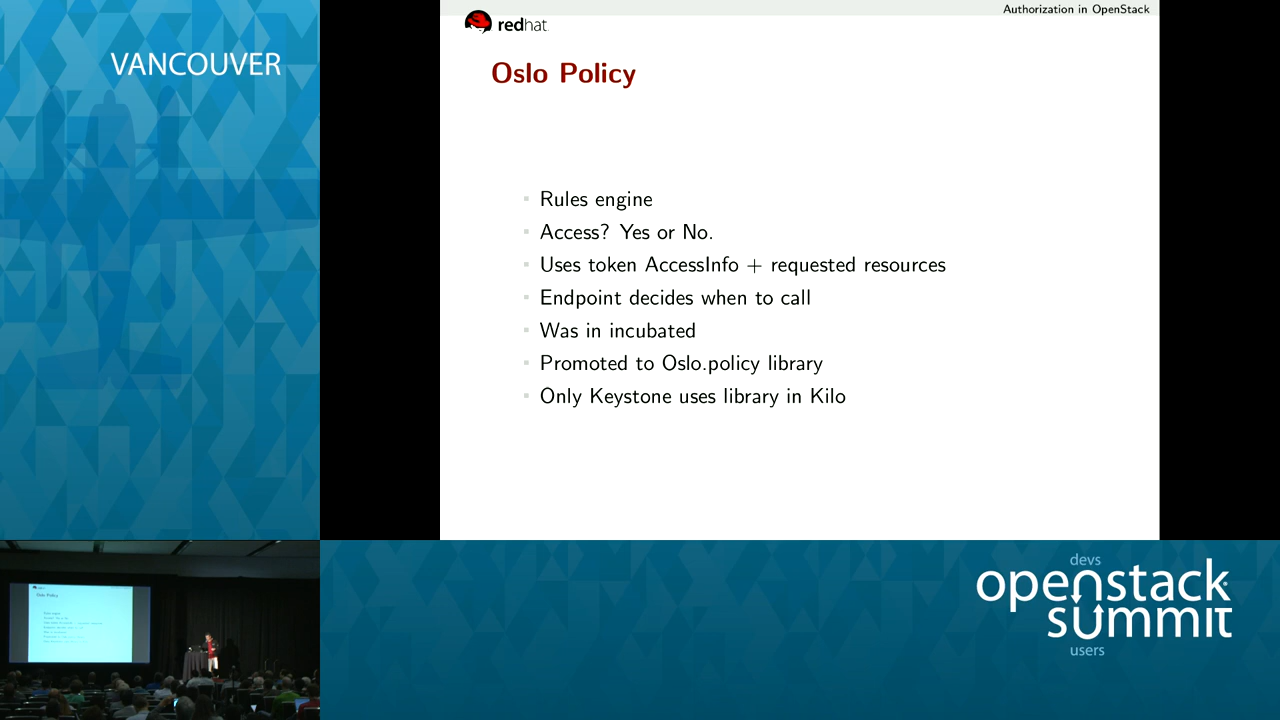 VANCOUVER
Authorization in OpenStack
redhat.
Oslo Policy
Rules engine
Access? Yes or No.
Uses token AccessInfo + requested resources
Endpoint decides when to call
Was in incubated
Promoted to Oslo.policy library
Only Keystone uses library in Kilo
Oslo Policy
devs
openstack
summit
users